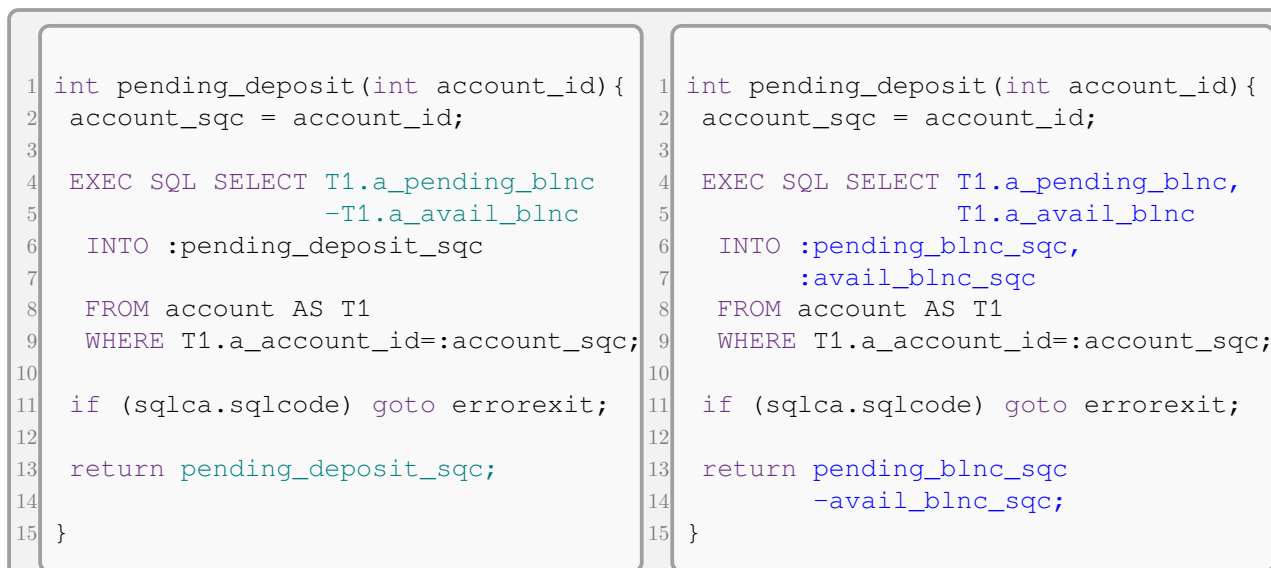 1 int pending_deposit(int account_id){
2  account_sqc = account_id;
3
4  EXEC SQL SELECT T1.a_pending_blnc
5                  -T1.a_avail_blnc
6   INTO :pending_deposit_sqc
7
8   FROM account AS T1
9   WHERE T1.a_account_id=:account_sqc;
10
11  if (sqlca.sqlcode) goto errorexit;
12
13  return pending_deposit_sqc;
14
15 }
1 int pending_deposit(int account_id){
2  account_sqc = account_id;
3
4  EXEC SQL SELECT T1.a_pending_blnc,
5                  T1.a_avail_blnc
6   INTO :pending_blnc_sqc,
7        :avail_blnc_sqc
8   FROM account AS T1
9   WHERE T1.a_account_id=:account_sqc;
10
11  if (sqlca.sqlcode) goto errorexit;
12
13  return pending_blnc_sqc
14         -avail_blnc_sqc;
15 }